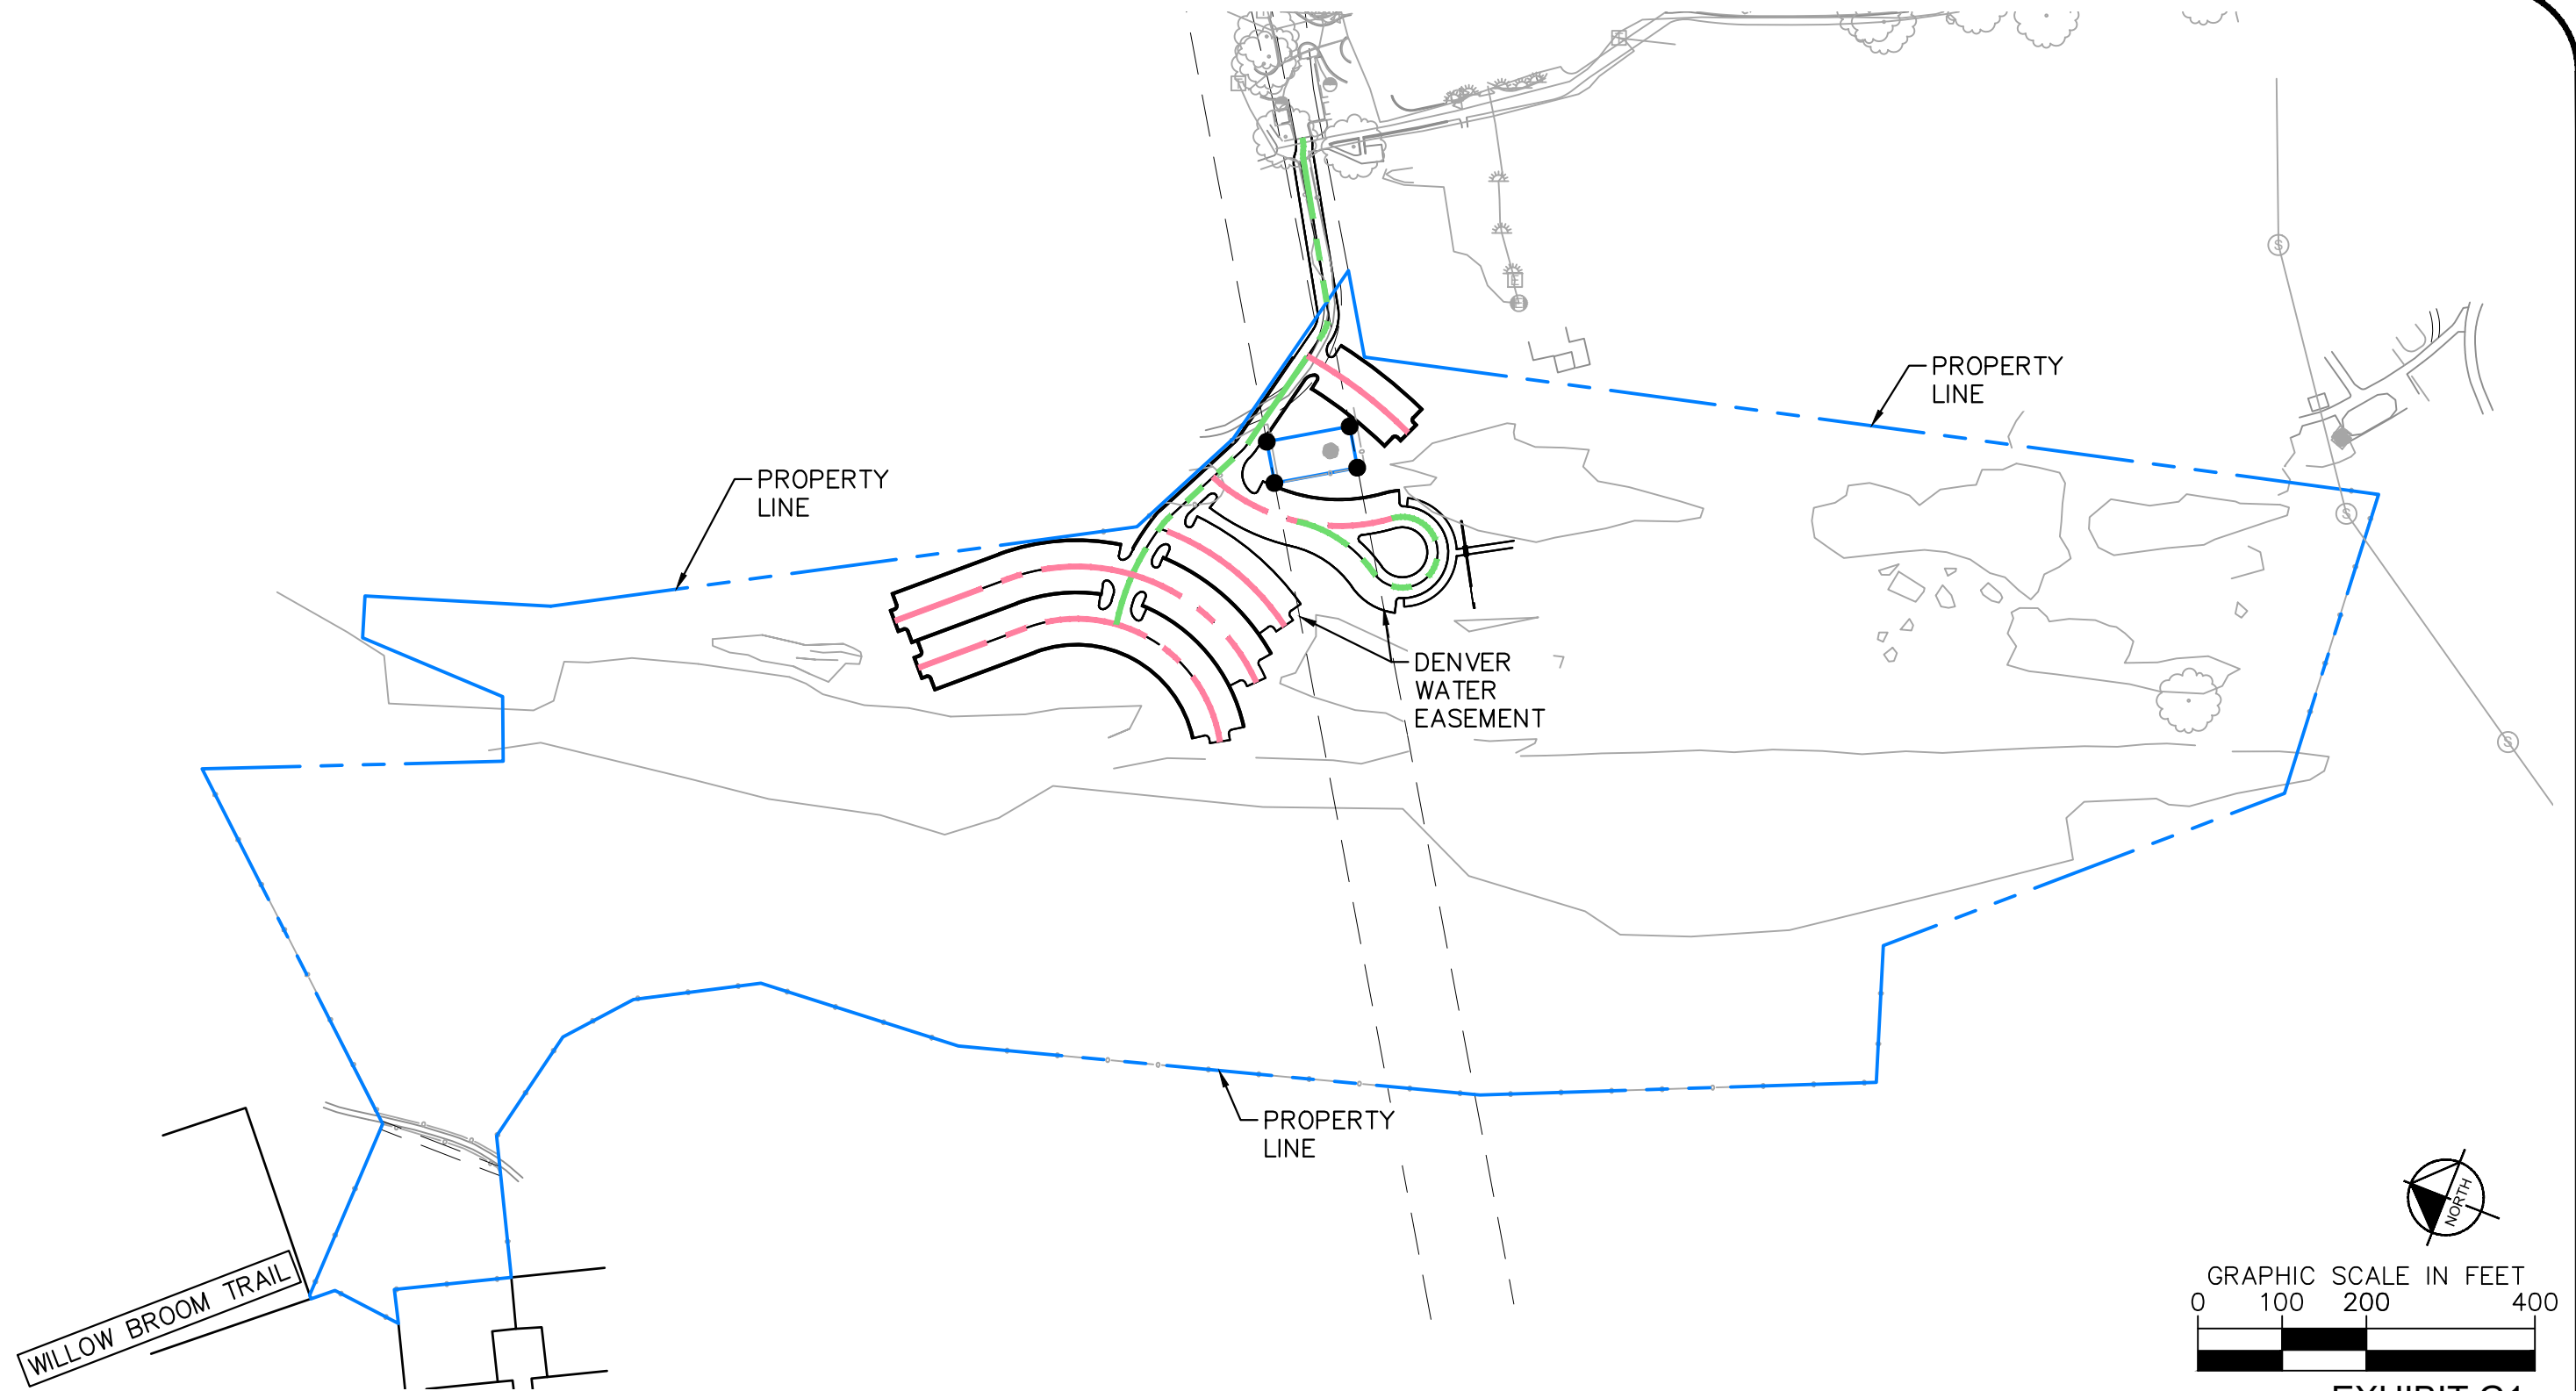 PROPERTY
LINE
PROPERTY
LINE
DENVER
WATER
EASEMENT
PROPERTY
LINE
WILLOW BROOM TRAIL
NORTH
GRAPHIC SCALE IN FEET
0 100 200 400